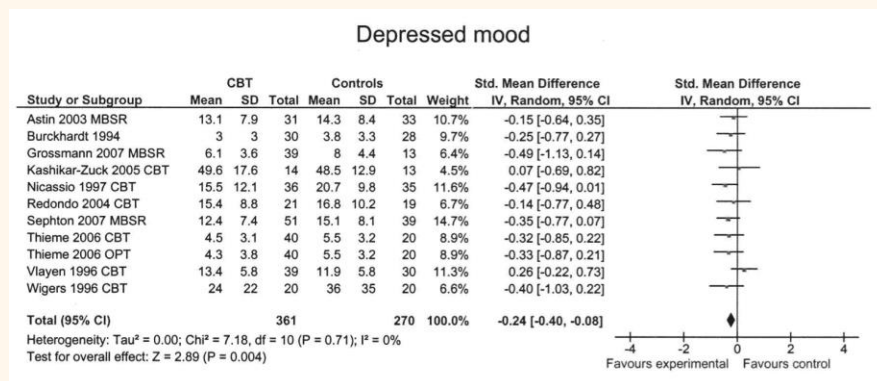 Depressed mood
CBT Controls Std. Mean Difference Std. Mean Difference
Study or Subgroup Mean SD Total Mean SD Total Weight IV, Random, 95% CI IV, Random, 95% CI
Astin 2003 MBSR 13.1 7.9 31 14.3 8.4 33 10.7% -0.15 [-0.64, 0.35]
Burckhardt 1994 3 3 30 3.8 3.3 28 9.7% -0.25 [-0.77, 0.27]
Grossmann 2007 MBSR 6.1 3.6 39 8 4.4 13 6.4% -0.49 [-1.13, 0.14]
Kashikar-Zuck 2005 CBT 49.6 17.6 14 48.5 12.9 13 4.5% 0.07 [-0.69, 0.82]
Nicassio 1997 CBT 15.5 12.1 36 20.7 9.8 35 11.6% -0.47 [-0.94, 0.01]
Redondo 2004 CBT 15.4 8.8 21 16.8 10.2 19 6.7% -0.14 [-0.77, 0.48]
Sephton 2007 MBSR 12.4 7.4 51 15.1 8.1 39 14.7% -0.35 [-0.77, 0.07]
Thieme 2006 CBT 4.5 3.1 40 5.5 3.2 20 8.9% -0.32 [-0.85, 0.22]
Thieme 2006 OPT 4.3 3.8 40 5.5 3.2 20 8.9% -0.33 [-0.87, 0.21]
Vlayen 1996 CBT 13.4 5.8 39 11.9 5.8 30 11.3% 0.26 [-0.22, 0.73]
Wigers 1996 CBT 24 22 20 36 35 20 6.6% -0.40 [-1.03, 0.22]
Total (95% CI) 361 270 100.0% -0.24 [-0.40, -0.08]
Heterogeneity: Tau² = 0.00; Chi² = 7.18, df = 10 (P = 0.71); I² = 0%
Test for overall effect: Z = 2.89 (P = 0.004)
-4 -2 0 2 4
Favours experimental Favours control